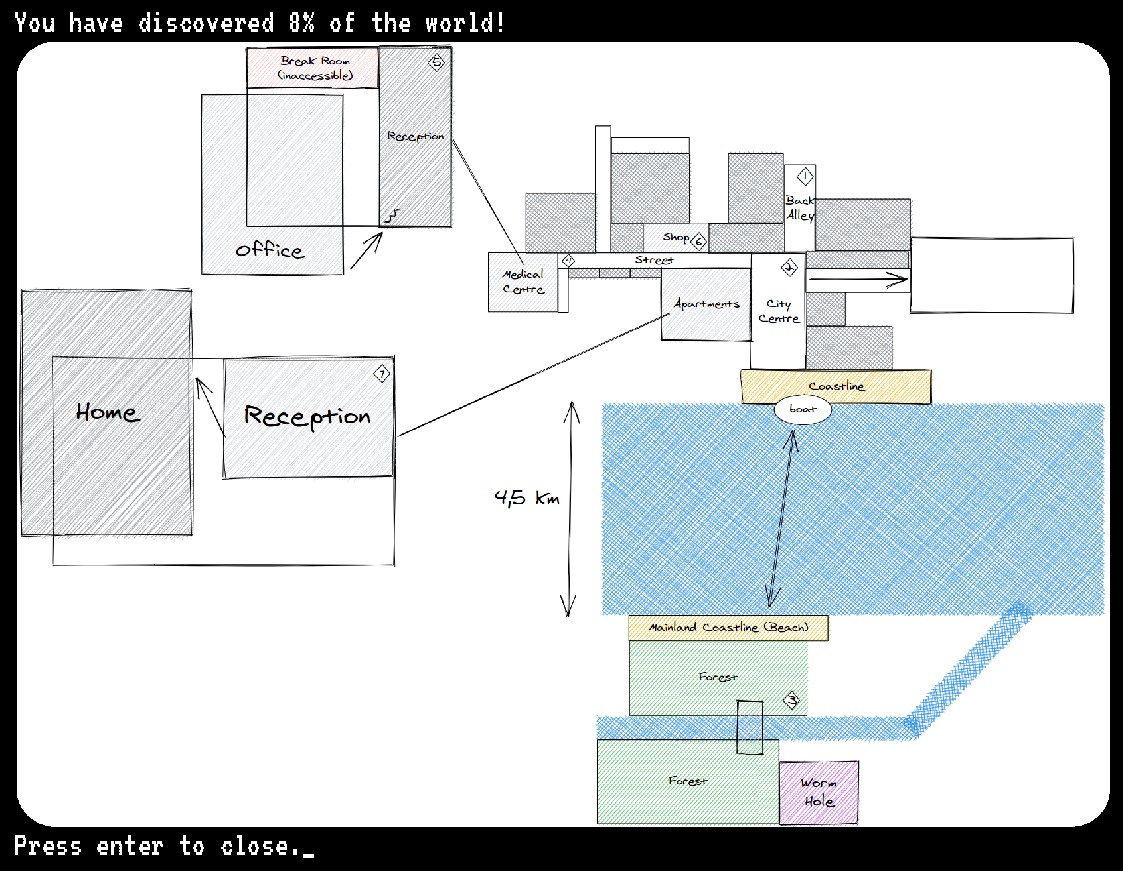 You have discovered 8% of the world!
Break Room
(inaccessible)
5
Reception
office
1
Back
Alley
Shop
6
Street
4
Medical
Centre
2
Apartments
City
Centre
Home
7
Reception
Coastline
boat
4,5 Km
Mainland Coastline (Beach)
Forest
3
Forest
Worm
Hole
Press enter to close._